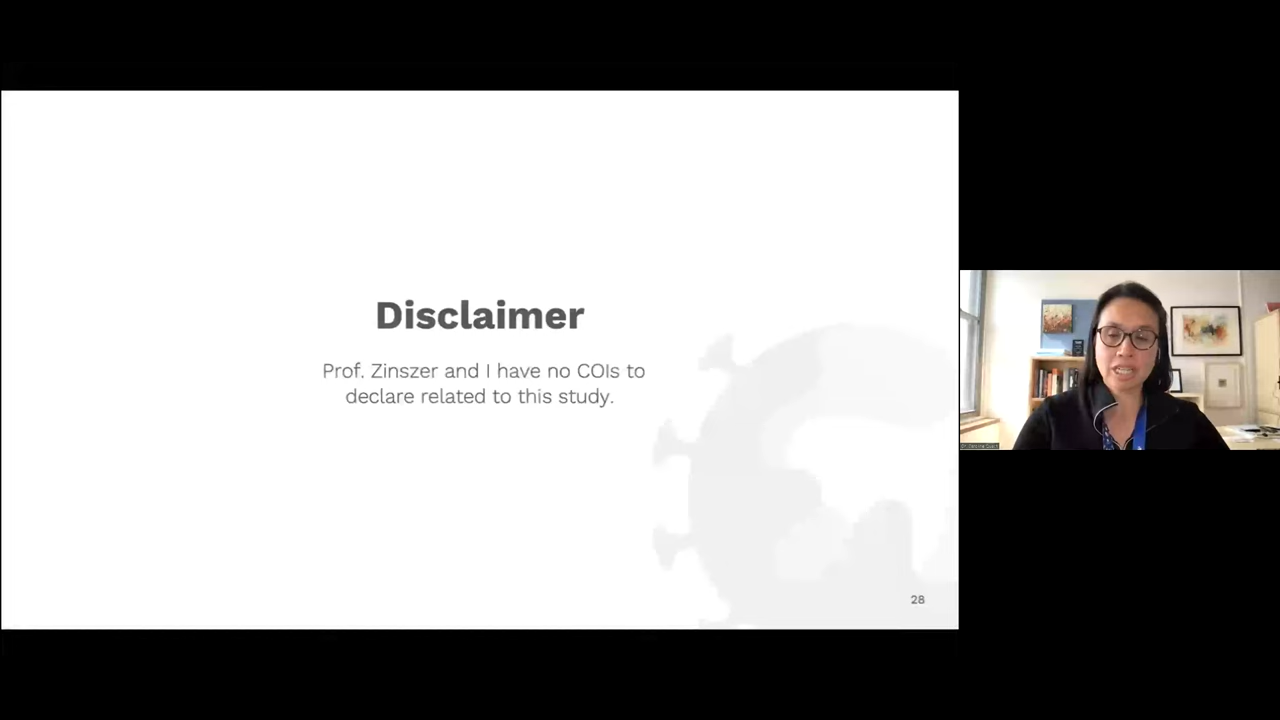 Disclaimer
Prof. Zinszer and I have no COIs to
declare related to this study.
28